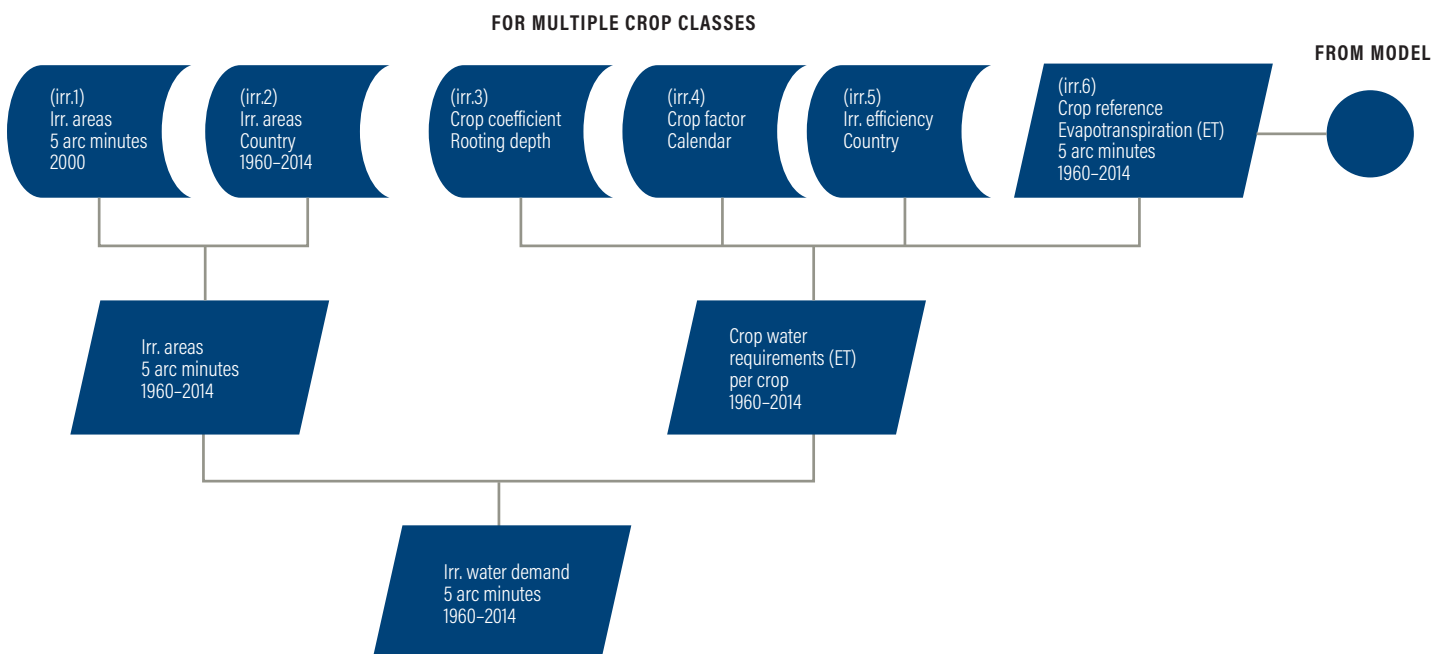 FOR MULTIPLE CROP CLASSES
FROM MODEL
(irr.1)
Irr. areas
5 arc minutes
2000
(irr.2)
Irr. areas
Country
1960–2014
(irr.3)
Crop coefficient
Rooting depth
(irr.4)
Crop factor
Calendar
(irr.5)
Irr. efficiency
Country
(irr.6)
Crop reference
Evapotranspiration (ET)
5 arc minutes
1960–2014
Irr. areas
5 arc minutes
1960–2014
Crop water
requirements (ET)
per crop
1960–2014
Irr. water demand
5 arc minutes
1960–2014